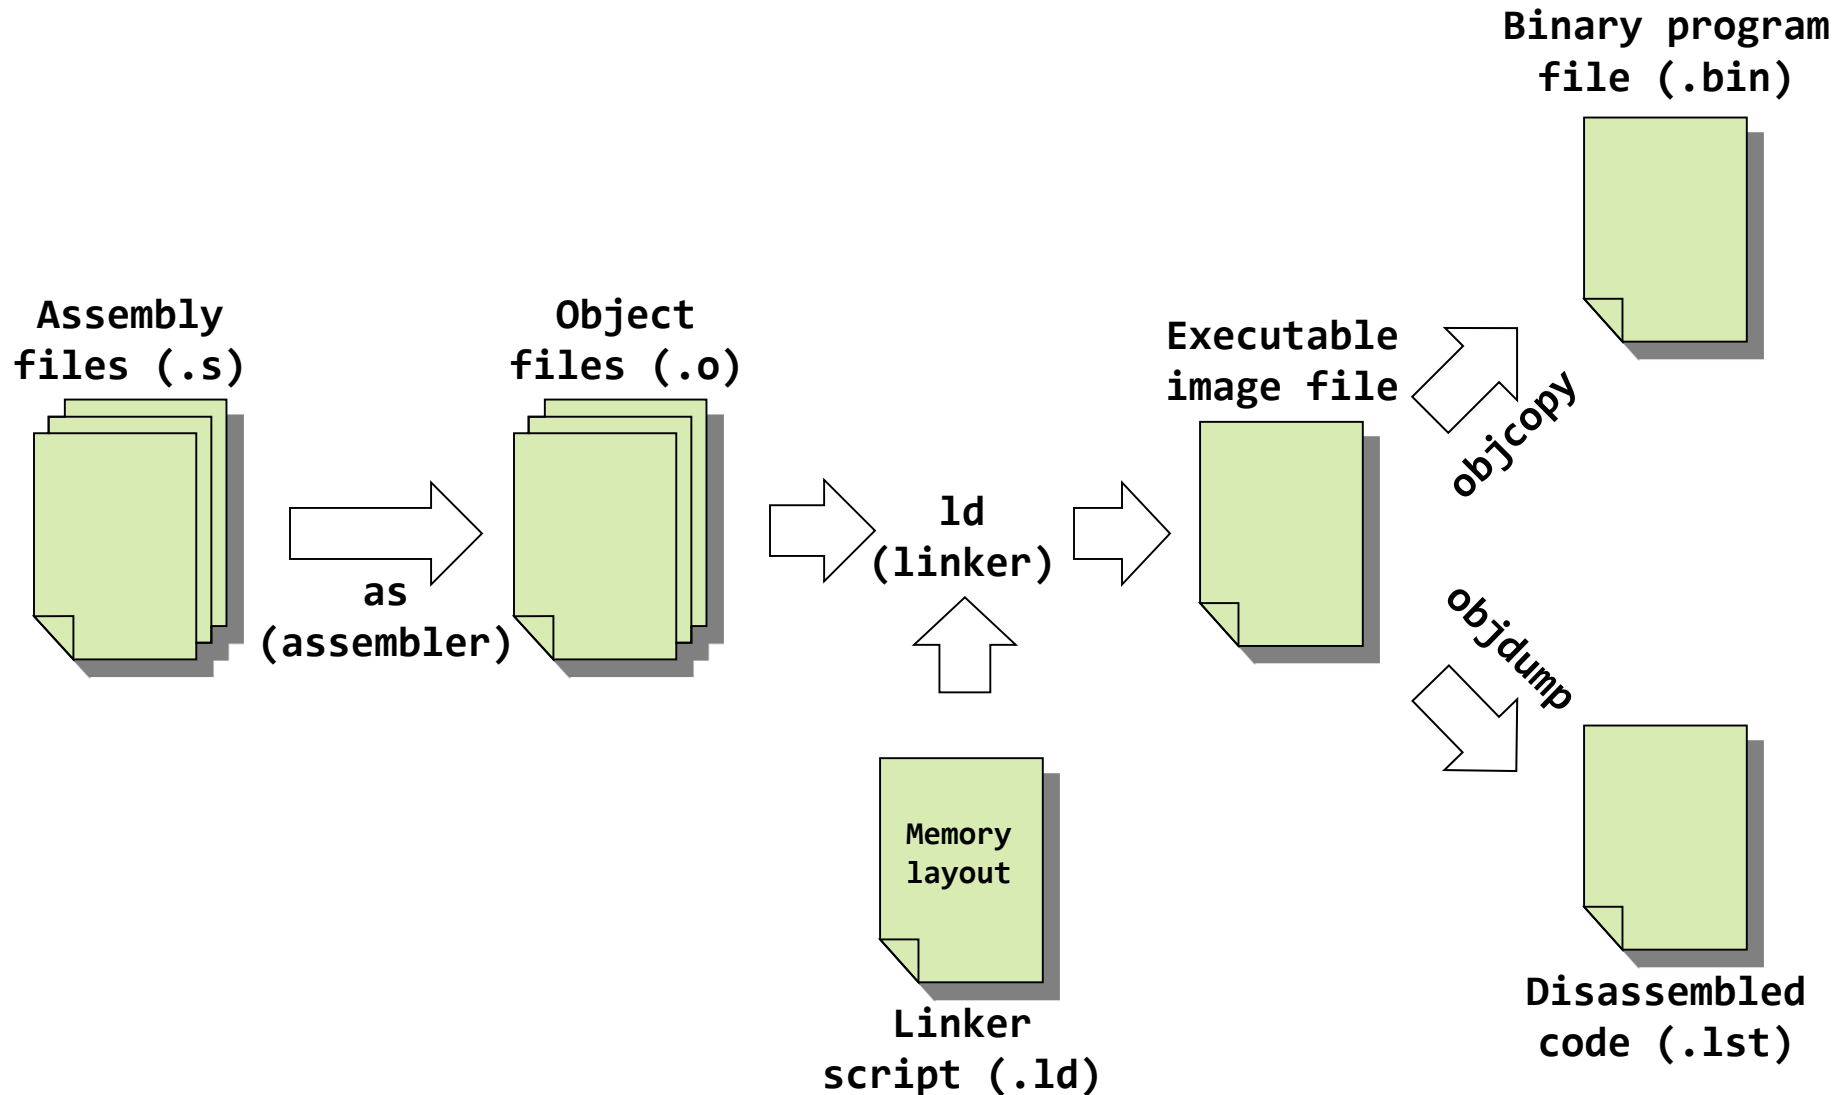 Assembly
files (.s)
as
(assembler)
Object
files (.o)
ld
(linker)
Memory
layout
Linker
script (.ld)
Executable
image file
objcopy
Binary program
file (.bin)
objdump
Disassembled
code (.lst)